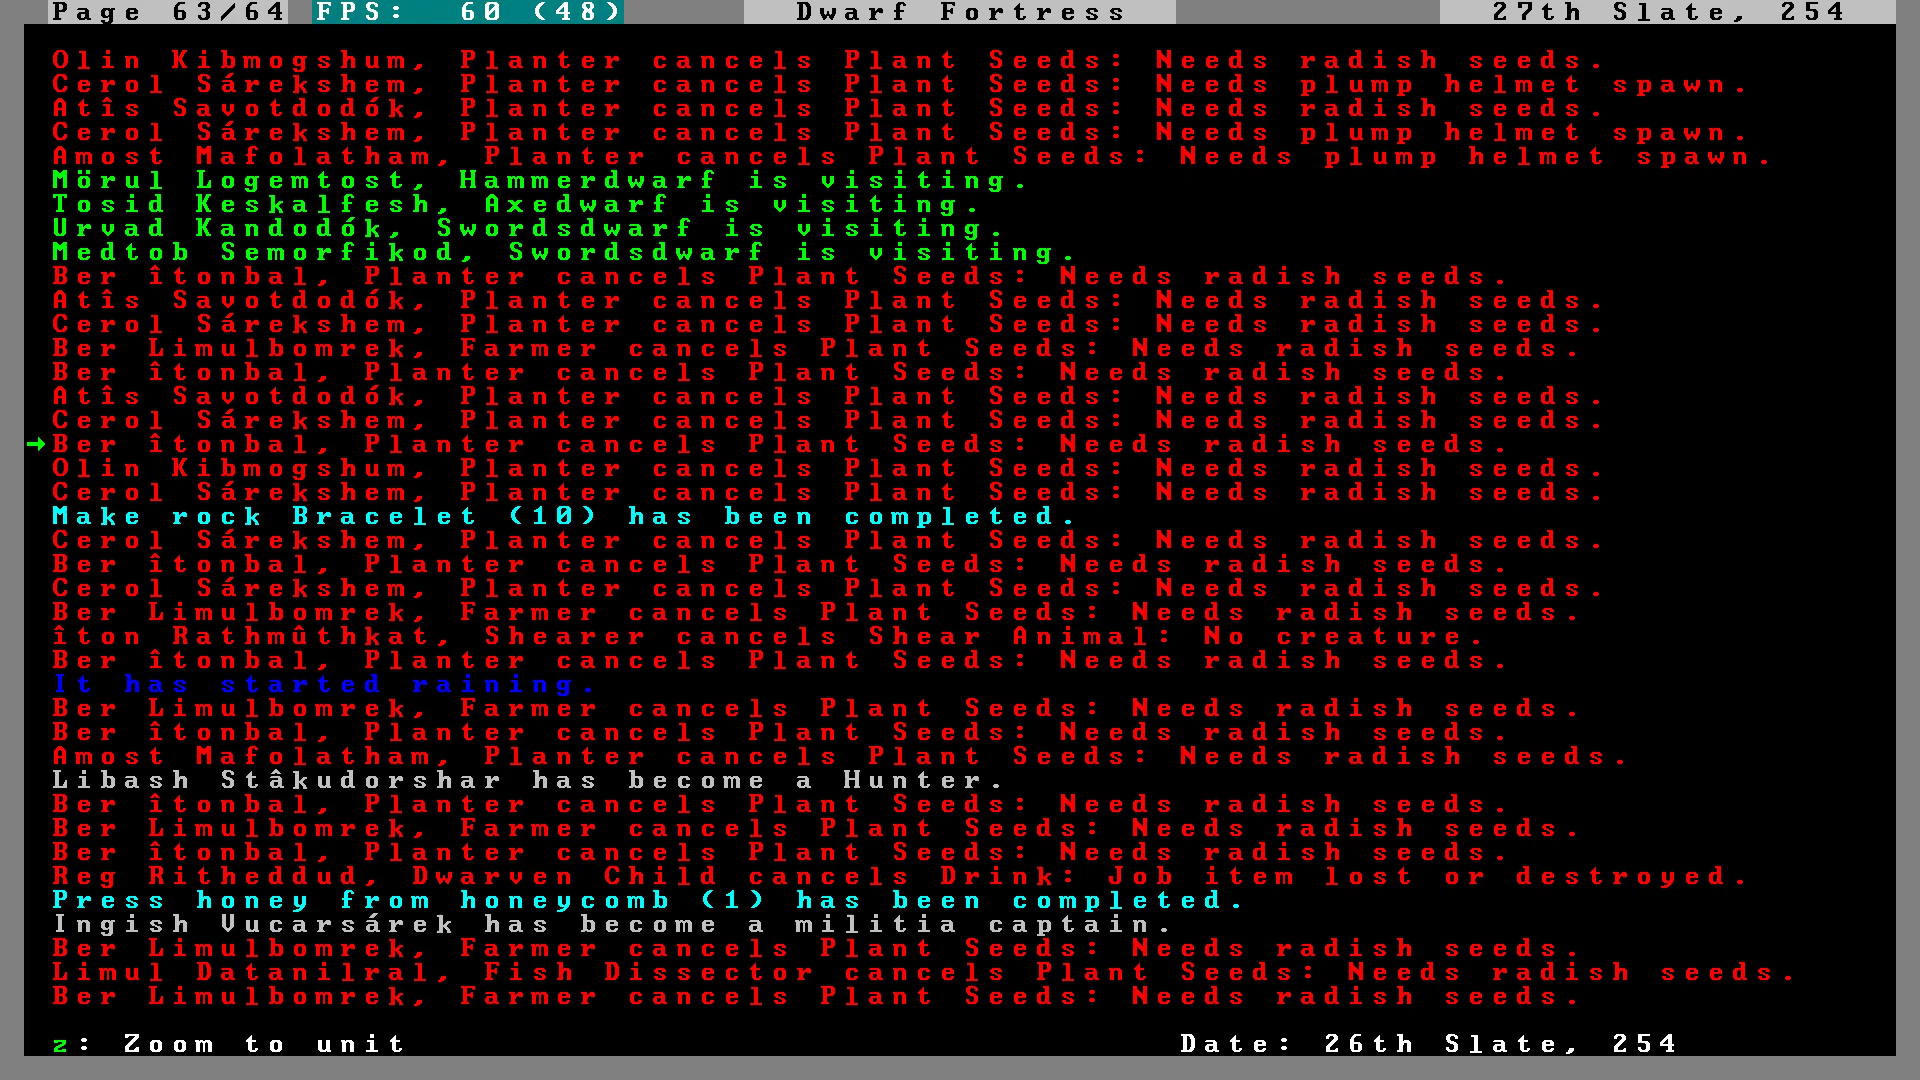 Page 63/64 FPS: 60 (48) Dwarf Fortress 27th Slate, 254
Olin Kibmogshum, Planter cancels Plant Seeds: Needs radish seeds.
Cerol Sárekshem, Planter cancels Plant Seeds: Needs plump helmet spawn.
Atîs Savotdodók, Planter cancels Plant Seeds: Needs radish seeds.
Cerol Sárekshem, Planter cancels Plant Seeds: Needs plump helmet spawn.
Amost Mafolatham, Planter cancels Plant Seeds: Needs plump helmet spawn.
Mörul Logemtost, Hammerdwarf is visiting.
Tosid Keskalfesh, Axedwarf is visiting.
Urvad Kandodók, Swordsdwarf is visiting.
Medtob Semorfikod, Swordsdwarf is visiting.
Ber îtonbal, Planter cancels Plant Seeds: Needs radish seeds.
Atîs Savotdodók, Planter cancels Plant Seeds: Needs radish seeds.
Cerol Sárekshem, Planter cancels Plant Seeds: Needs radish seeds.
Ber Limulbomrek, Farmer cancels Plant Seeds: Needs radish seeds.
Ber îtonbal, Planter cancels Plant Seeds: Needs radish seeds.
Atîs Savotdodók, Planter cancels Plant Seeds: Needs radish seeds.
Cerol Sárekshem, Planter cancels Plant Seeds: Needs radish seeds.
→Ber îtonbal, Planter cancels Plant Seeds: Needs radish seeds.
Olin Kibmogshum, Planter cancels Plant Seeds: Needs radish seeds.
Cerol Sárekshem, Planter cancels Plant Seeds: Needs radish seeds.
Make rock Bracelet (10) has been completed.
Cerol Sárekshem, Planter cancels Plant Seeds: Needs radish seeds.
Ber îtonbal, Planter cancels Plant Seeds: Needs radish seeds.
Cerol Sárekshem, Planter cancels Plant Seeds: Needs radish seeds.
Ber Limulbomrek, Farmer cancels Plant Seeds: Needs radish seeds.
îton Rathmûthkat, Shearer cancels Shear Animal: No creature.
Ber îtonbal, Planter cancels Plant Seeds: Needs radish seeds.
It has started raining.
Ber Limulbomrek, Farmer cancels Plant Seeds: Needs radish seeds.
Ber îtonbal, Planter cancels Plant Seeds: Needs radish seeds.
Amost Mafolatham, Planter cancels Plant Seeds: Needs radish seeds.
Libash Stâkudorshar has become a Hunter.
Ber îtonbal, Planter cancels Plant Seeds: Needs radish seeds.
Ber Limulbomrek, Farmer cancels Plant Seeds: Needs radish seeds.
Ber îtonbal, Planter cancels Plant Seeds: Needs radish seeds.
Reg Ritheddud, Dwarven Child cancels Drink: Job item lost or destroyed.
Press honey from honeycomb (1) has been completed.
Ingish Vucarsárek has become a militia captain.
Ber Limulbomrek, Farmer cancels Plant Seeds: Needs radish seeds.
Limul Datanilral, Fish Dissector cancels Plant Seeds: Needs radish seeds.
Ber Limulbomrek, Farmer cancels Plant Seeds: Needs radish seeds.
z: Zoom to unit Date: 26th Slate, 254